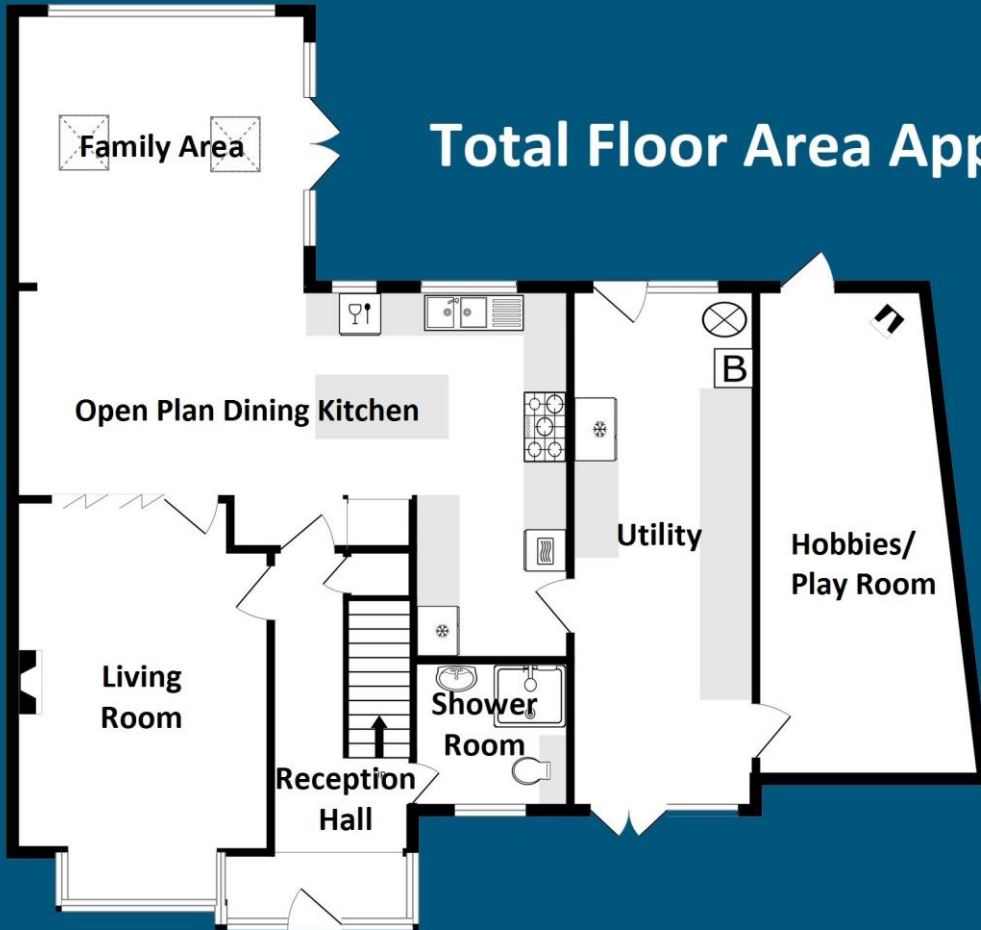 Total Floor Area App
Family Area
Open Plan Dining Kitchen
B
Utility
Hobbies/
Play Room
Living
Room
Shower
Room
Reception
Hall